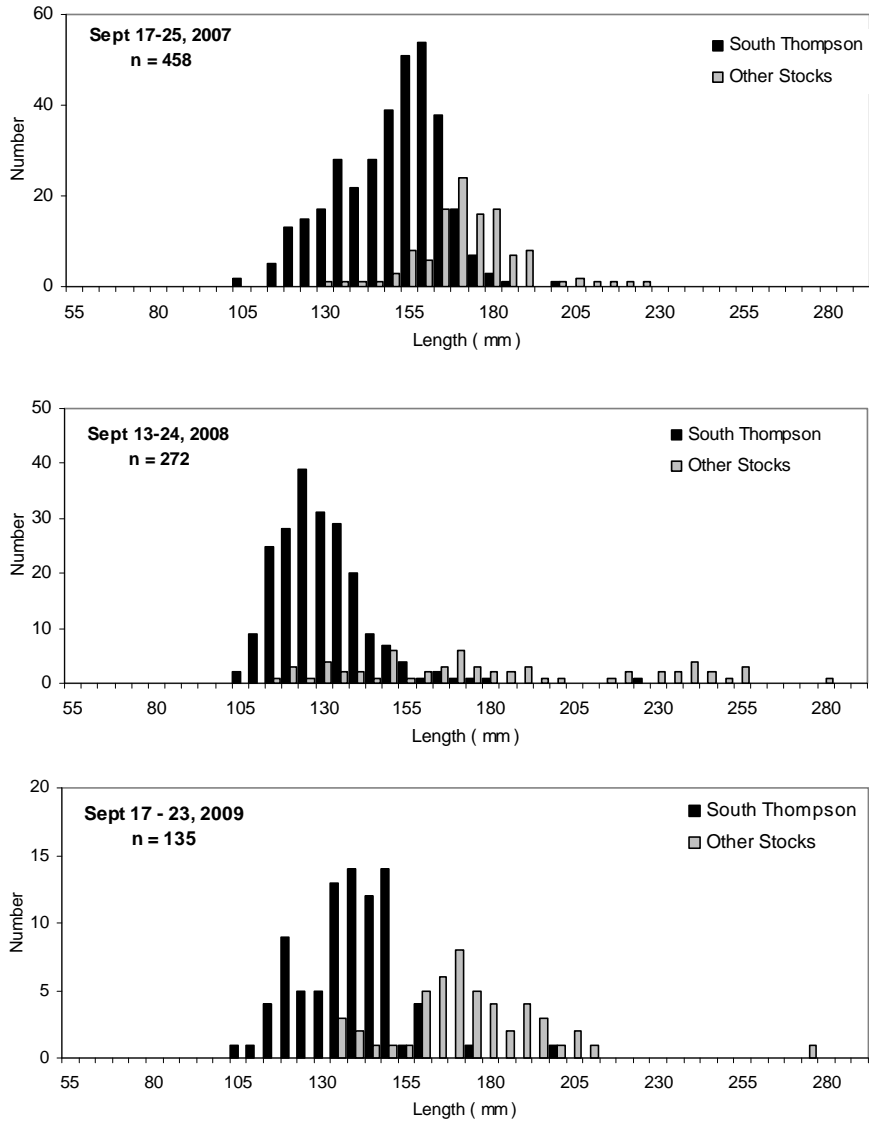 60
Sept 17-25, 2007
n = 458
South Thompson
Other Stocks
40
Number
20
0
55 80 105 130 155 180 205 230 255 280
Length ( mm )
50
Sept 13-24, 2008
n = 272
South Thompson
Other Stocks
40
30
Number
20
10
0
55 80 105 130 155 180 205 230 255 280
Length ( mm )
20
Sept 17 - 23, 2009
n = 135
South Thompson
Other Stocks
15
Number
10
5
0
55 80 105 130 155 180 205 230 255 280
Length ( mm )